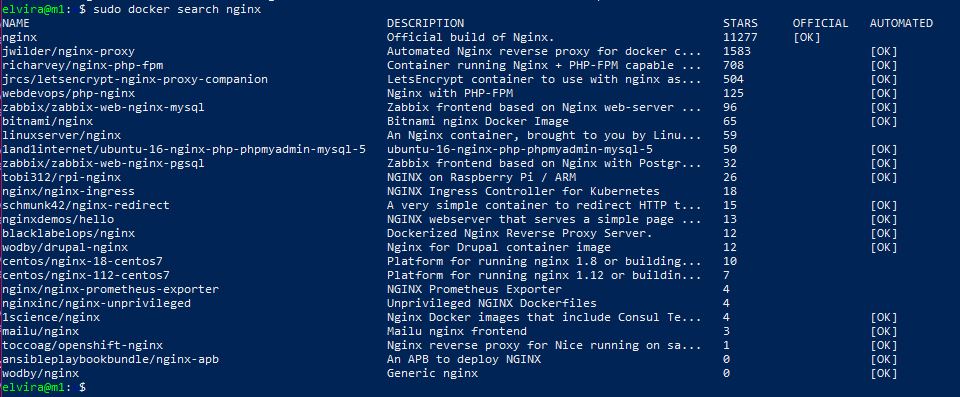 elvira@m1: $ sudo docker search nginx
NAME DESCRIPTION STARS OFFICIAL AUTOMATED
nginx Official build of Nginx. 11277 [OK]
jwilder/nginx-proxy Automated Nginx reverse proxy for docker c... 1583 [OK]
richarvey/nginx-php-fpm Container running Nginx + PHP-FPM capable ... 708 [OK]
jrcs/letsencrypt-nginx-proxy-companion LetsEncrypt container to use with nginx as... 504 [OK]
webdevops/php-nginx Nginx with PHP-FPM 125 [OK]
zabbix/zabbix-web-nginx-mysql Zabbix frontend based on Nginx web-server ... 96 [OK]
bitnami/nginx Bitnami nginx Docker Image 65 [OK]
linuxserver/nginx An Nginx container, brought to you by Linu... 59
1and1internet/ubuntu-16-nginx-php-phpmyadmin-mysql-5 ubuntu-16-nginx-php-phpmyadmin-mysql-5 50 [OK]
zabbix/zabbix-web-nginx-pgsql Zabbix frontend based on Nginx with Postgr... 32 [OK]
tobi312/rpi-nginx NGINX on Raspberry Pi / ARM 26 [OK]
nginx/nginx-ingress NGINX Ingress Controller for Kubernetes 18
schmunk42/nginx-redirect A very simple container to redirect HTTP t... 15 [OK]
nginxdemos/hello NGINX webserver that serves a simple page ... 13 [OK]
blacklabelops/nginx Dockerized Nginx Reverse Proxy Server. 12 [OK]
wodby/drupal-nginx Nginx for Drupal container image 12 [OK]
centos/nginx-18-centos7 Platform for running nginx 1.8 or building... 10
centos/nginx-112-centos7 Platform for running nginx 1.12 or buildin... 7
nginx/nginx-prometheus-exporter NGINX Prometheus Exporter 4
nginxinc/nginx-unprivileged Unprivileged NGINX Dockerfiles 4
1science/nginx Nginx Docker images that include Consul Te... 4 [OK]
mailu/nginx Mailu nginx frontend 3 [OK]
toccoag/openshift-nginx Nginx reverse proxy for Nice running on sa... 1 [OK]
ansibleplaybookbundle/nginx-apb An APB to deploy NGINX 0 [OK]
wodby/nginx Generic nginx 0 [OK]
elvira@m1: $